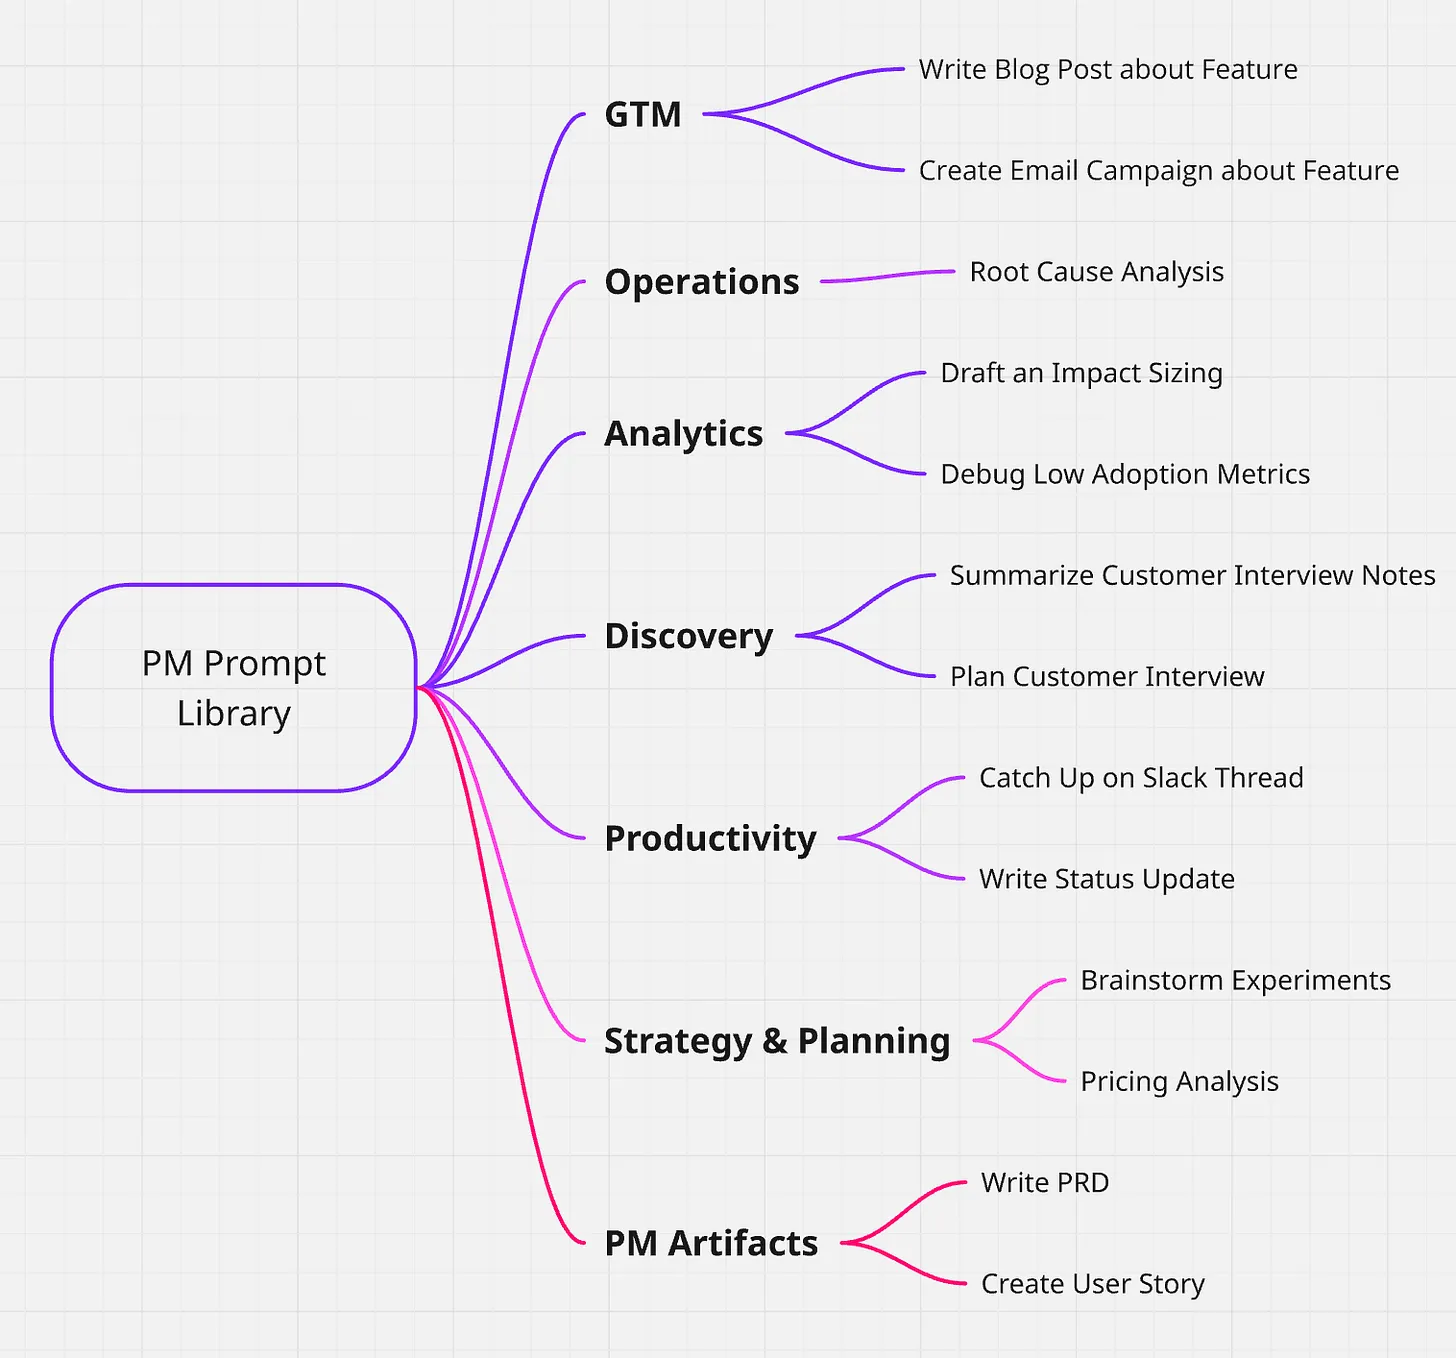 PM Prompt
Library
GTM
Write Blog Post about Feature
Create Email Campaign about Feature
Operations
Root Cause Analysis
Analytics
Draft an Impact Sizing
Debug Low Adoption Metrics
Discovery
Summarize Customer Interview Notes
Plan Customer Interview
Productivity
Catch Up on Slack Thread
Write Status Update
Strategy & Planning
Brainstorm Experiments
Pricing Analysis
PM Artifacts
Write PRD
Create User Story